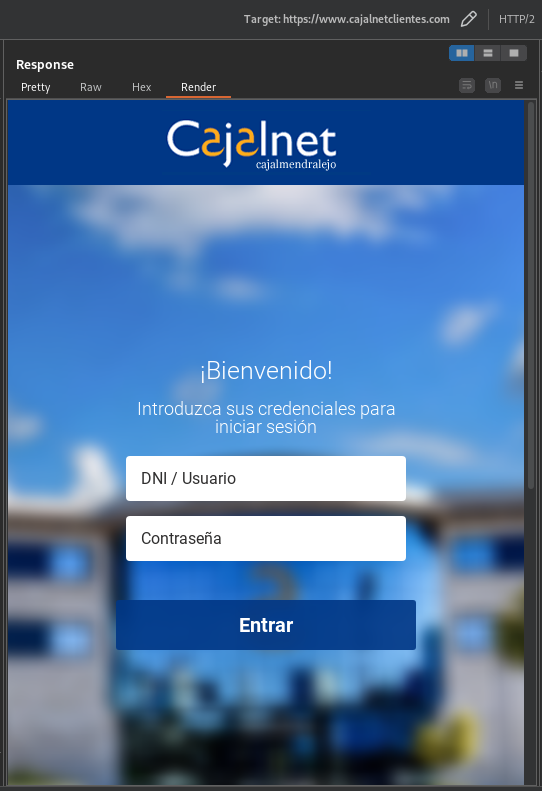 Target: https://www.cajalnetclientes.com HTTP/2
Response
Pretty Raw Hex Render
\n
Cajalnet
cajalmendralejo
¡Bienvenido!
Introduzca sus credenciales para
iniciar sesión
DNI / Usuario
Contraseña
Entrar